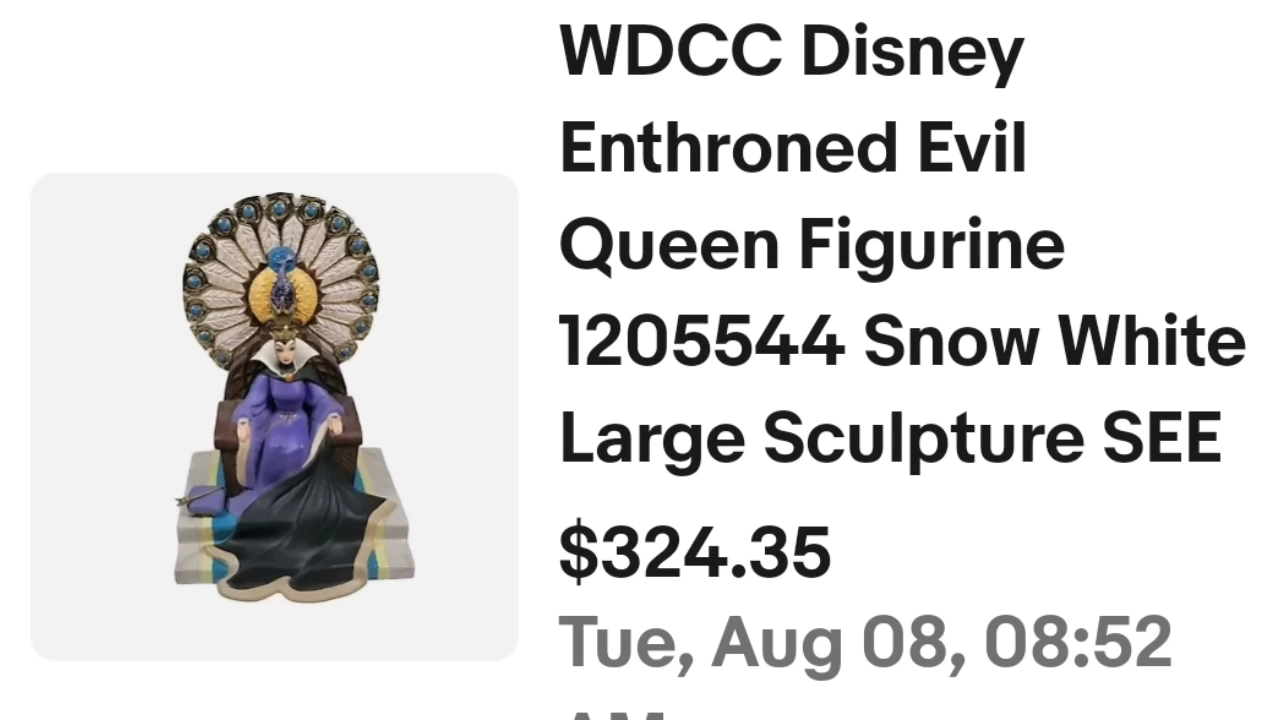 WDCC Disney
Enthroned Evil
Queen Figurine
1205544 Snow White
Large Sculpture SEE
$324.35
Tue, Aug 08, 08:52
AM